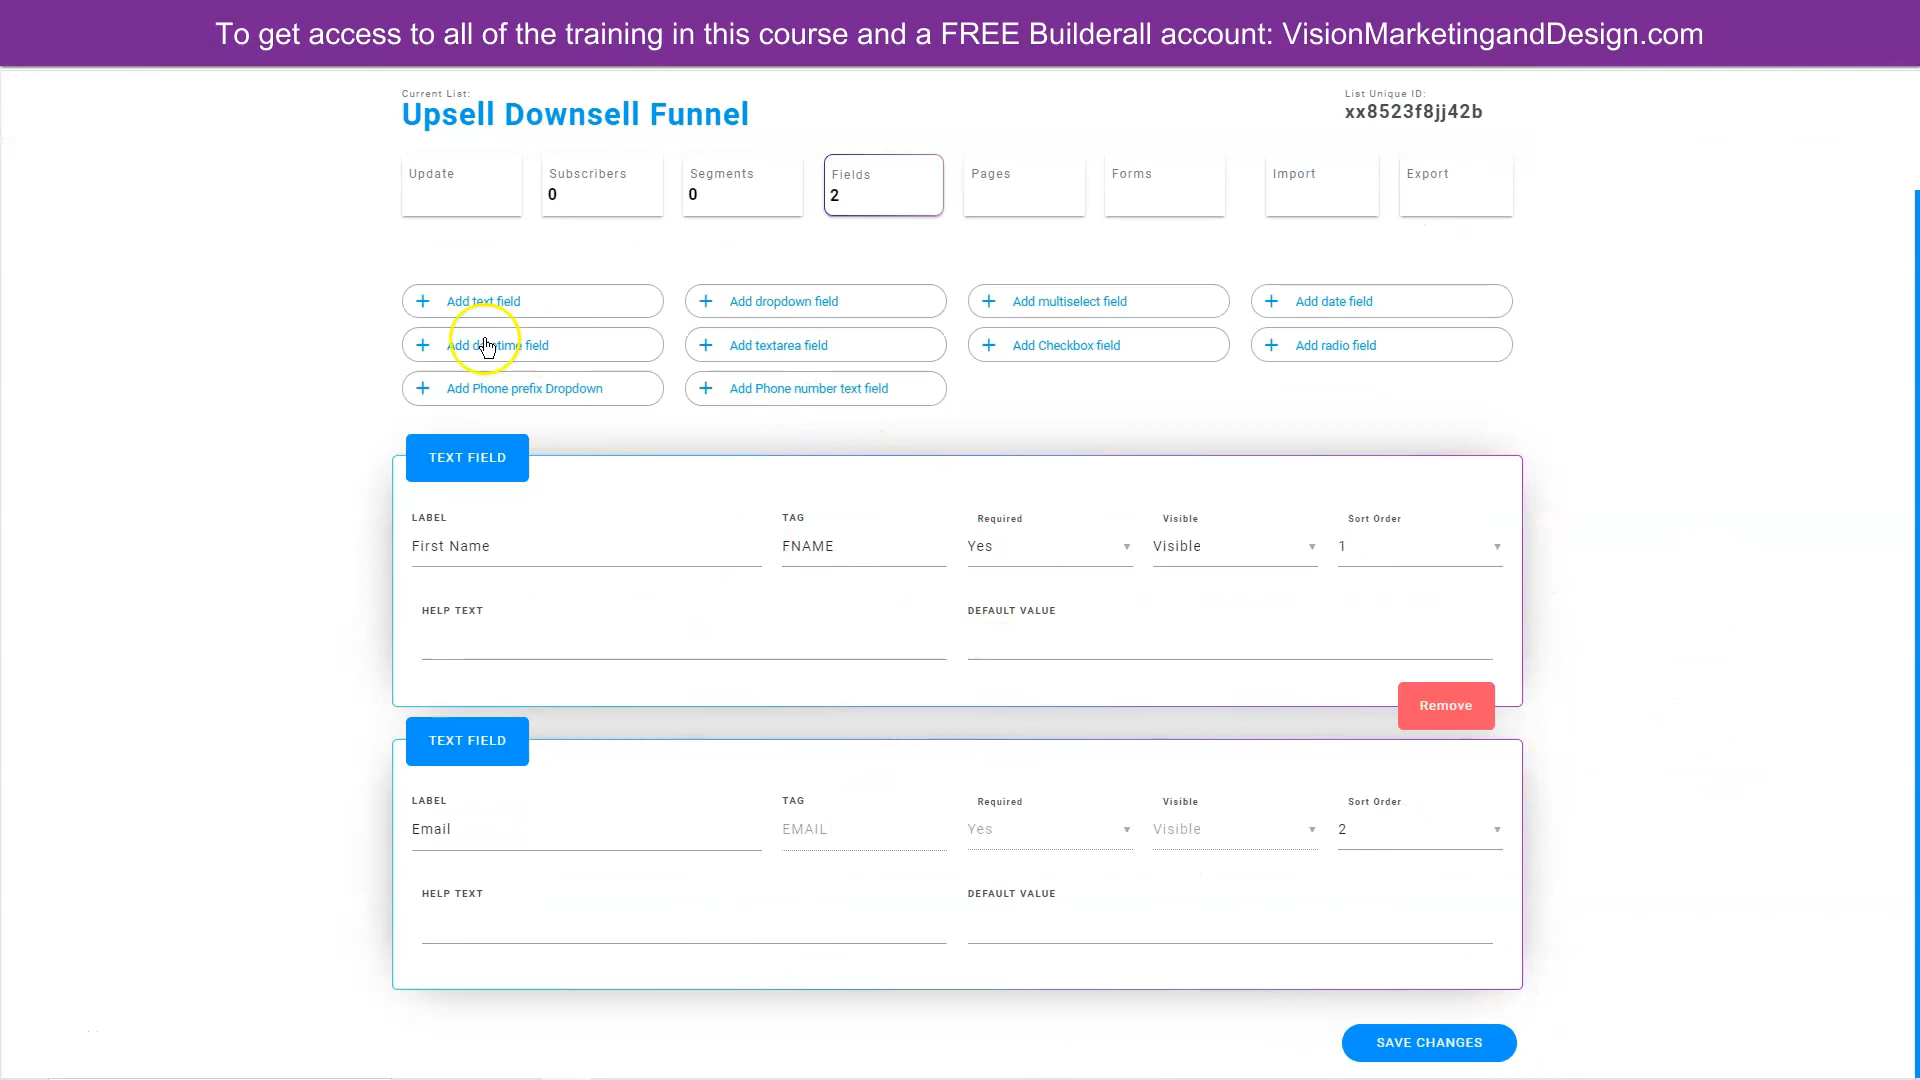 To get access to all of the training in this course and a FREE Builderall account: VisionMarketingandDesign.com
Current List:
Upsell Downsell Funnel
List Unique ID:
xx8523f8jj42b
Update
Subscribers
0
Segments
0
Fields
2
Pages
Forms
Import
Export
+ Add text field
+ Add dropdown field
+ Add multiselect field
+ Add date field
+ Add datetime field
+ Add textarea field
+ Add Checkbox field
+ Add radio field
+ Add Phone prefix Dropdown
+ Add Phone number text field
TEXT FIELD
LABEL
First Name
TAG
FNAME
Required
Yes
Visible
Visible
Sort Order
1
HELP TEXT
DEFAULT VALUE
Remove
TEXT FIELD
LABEL
Email
TAG
EMAIL
Required
Yes
Visible
Visible
Sort Order
2
HELP TEXT
DEFAULT VALUE
SAVE CHANGES